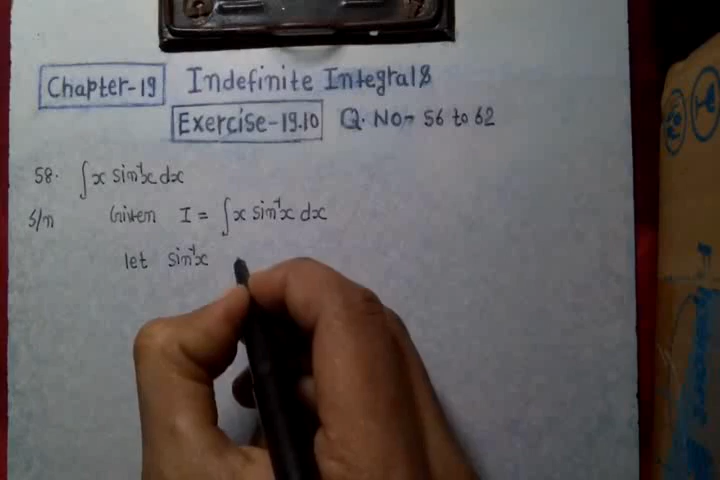 Chapter-19 Indefinite Integrals
Exercise-19.10 Q. NO- 56 to 62
58. ∫x sin⁻¹x dx
S/n Given I = ∫x sin⁻¹x dx
let sin⁻¹x